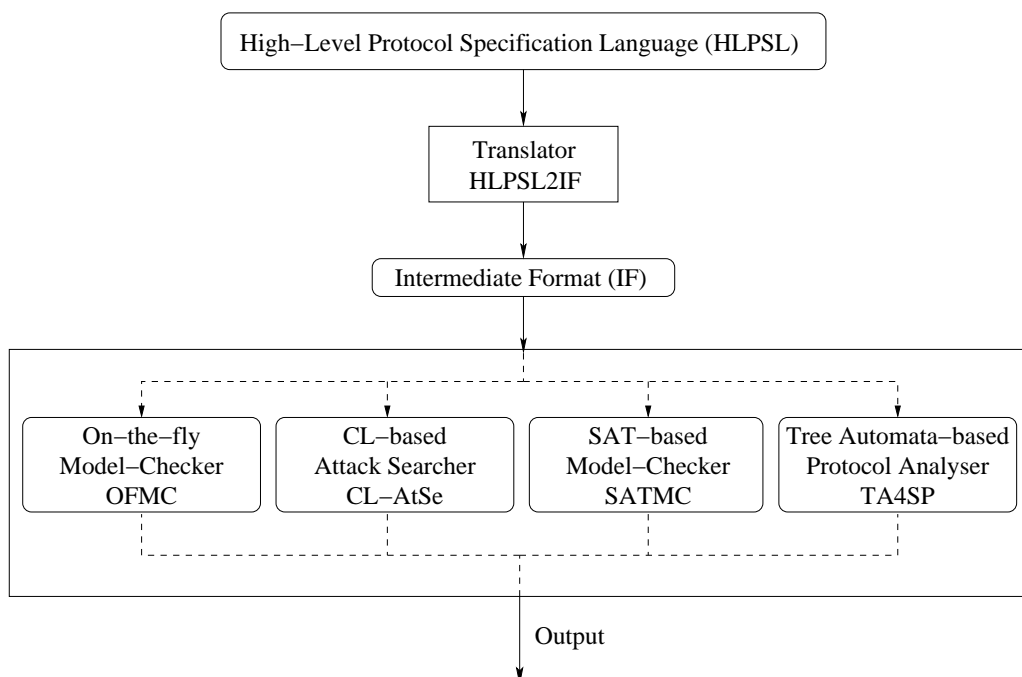 High−Level Protocol Specification Language (HLPSL)
Translator
HLPSL2IF
Intermediate Format (IF)
On−the−fly
Model−Checker
OFMC
CL−based
Attack Searcher
CL−AtSe
SAT−based
Model−Checker
SATMC
Tree Automata−based
Protocol Analyser
TA4SP
Output